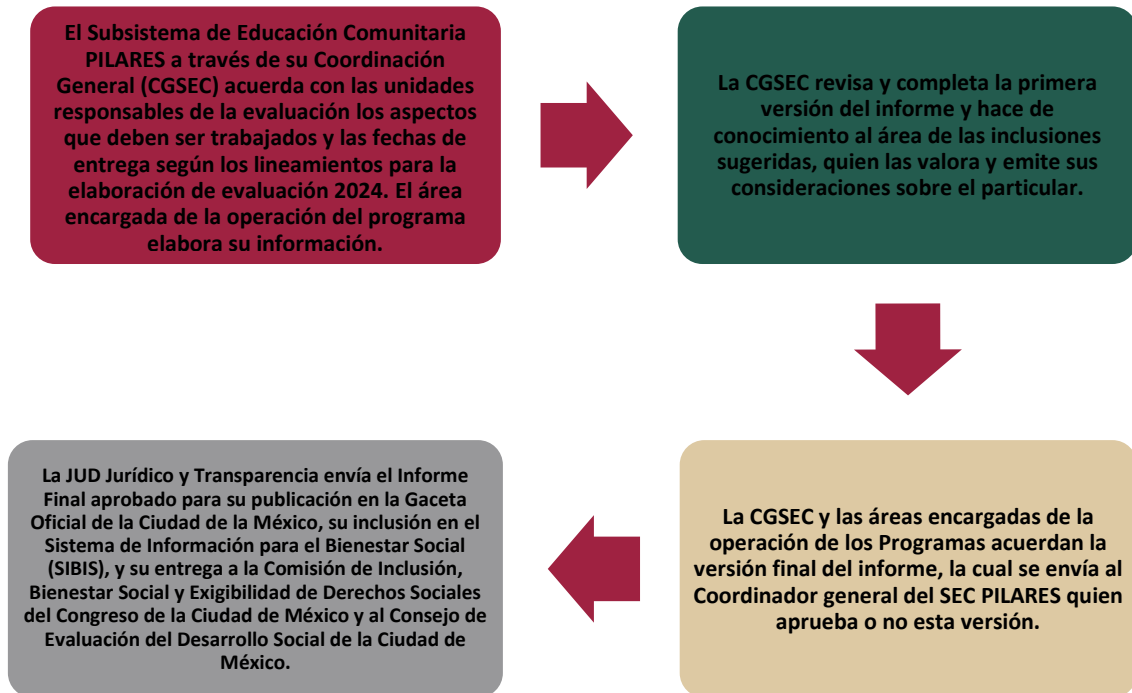 El Subsistema de Educación Comunitaria
PILARES a través de su Coordinación
General (CGSEC) acuerda con las unidades
responsables de la evaluación los aspectos
que deben ser trabajados y las fechas de
entrega según los lineamientos para la
elaboración de evaluación 2024. El área
encargada de la operación del programa
elabora su información.
La CGSEC revisa y completa la primera
versión del informe y hace de
conocimiento al área de las inclusiones
sugeridas, quien las valora y emite sus
consideraciones sobre el particular.
La CGSEC y las áreas encargadas de la
operación de los Programas acuerdan la
versión final del informe, la cual se envía al
Coordinador general del SEC PILARES quien
aprueba o no esta versión.
La JUD Jurídico y Transparencia envía el Informe
Final aprobado para su publicación en la Gaceta
Oficial de la Ciudad de la México, su inclusión en el
Sistema de Información para el Bienestar Social
(SIBIS), y su entrega a la Comisión de Inclusión,
Bienestar Social y Exigibilidad de Derechos Sociales
del Congreso de la Ciudad de México y al Consejo de
Evaluación del Desarrollo Social de la Ciudad de
México.